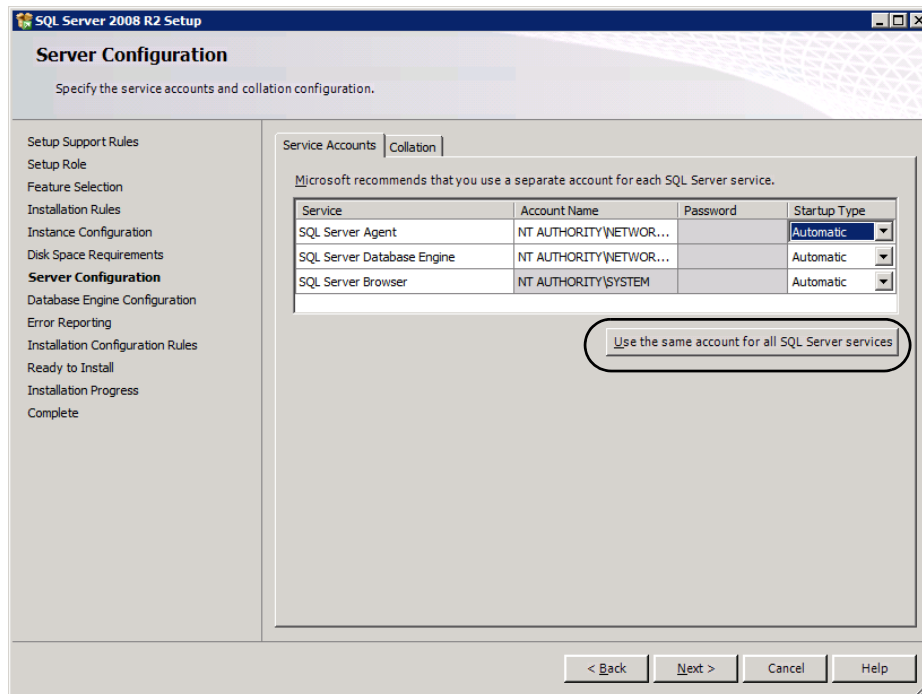 SQL Server 2008 R2 Setup
Server Configuration
Specify the service accounts and collation configuration.
Setup Support Rules
Setup Role
Feature Selection
Installation Rules
Instance Configuration
Disk Space Requirements
Server Configuration
Database Engine Configuration
Error Reporting
Installation Configuration Rules
Ready to Install
Installation Progress
Complete
Service Accounts Collation
Microsoft recommends that you use a separate account for each SQL Server service.
Service Account Name Password Startup Type
SQL Server Agent NT AUTHORITY\NETWOR... Automatic
SQL Server Database Engine NT AUTHORITY\NETWOR... Automatic
SQL Server Browser NT AUTHORITY\SYSTEM Automatic
Use the same account for all SQL Server services
< Back Next > Cancel Help